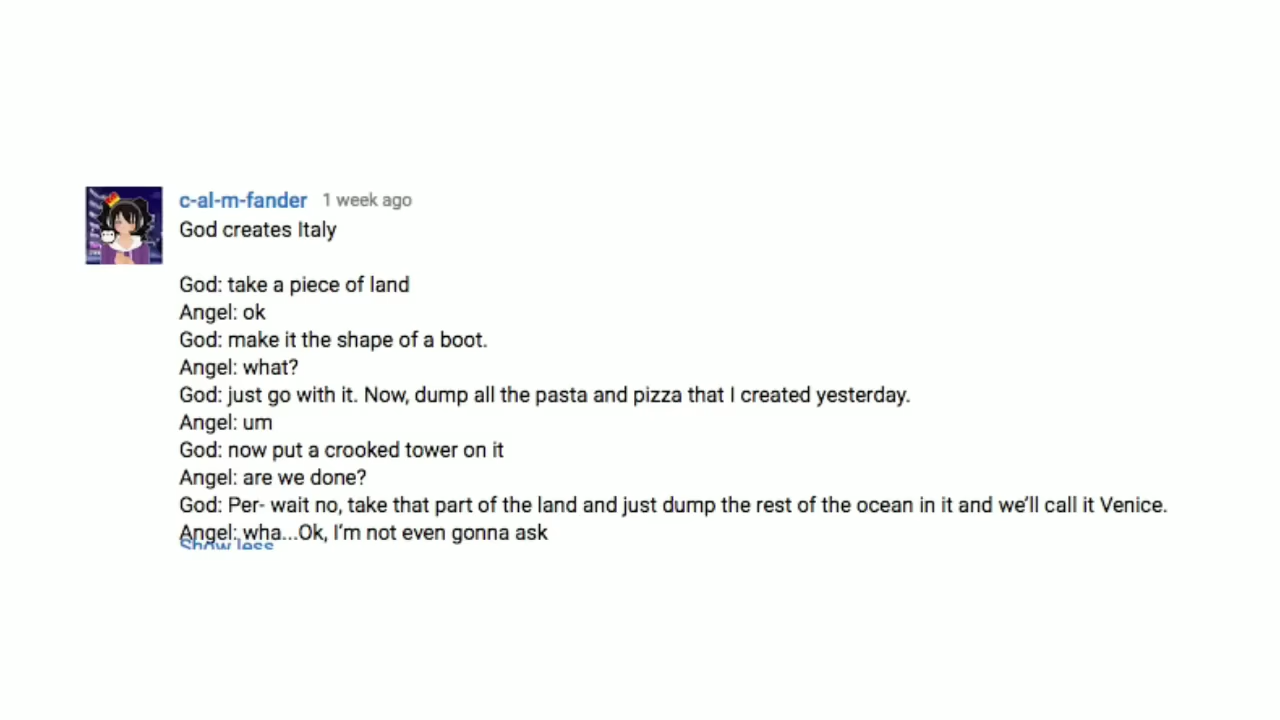 c-al-m-fander 1 week ago
God creates Italy
God: take a piece of land
Angel: ok
God: make it the shape of a boot.
Angel: what?
God: just go with it. Now, dump all the pasta and pizza that I created yesterday.
Angel: um
God: now put a crooked tower on it
Angel: are we done?
God: Per- wait no, take that part of the land and just dump the rest of the ocean in it and we’ll call it Venice.
Angel: wha...Ok, I’m not even gonna ask
Show less